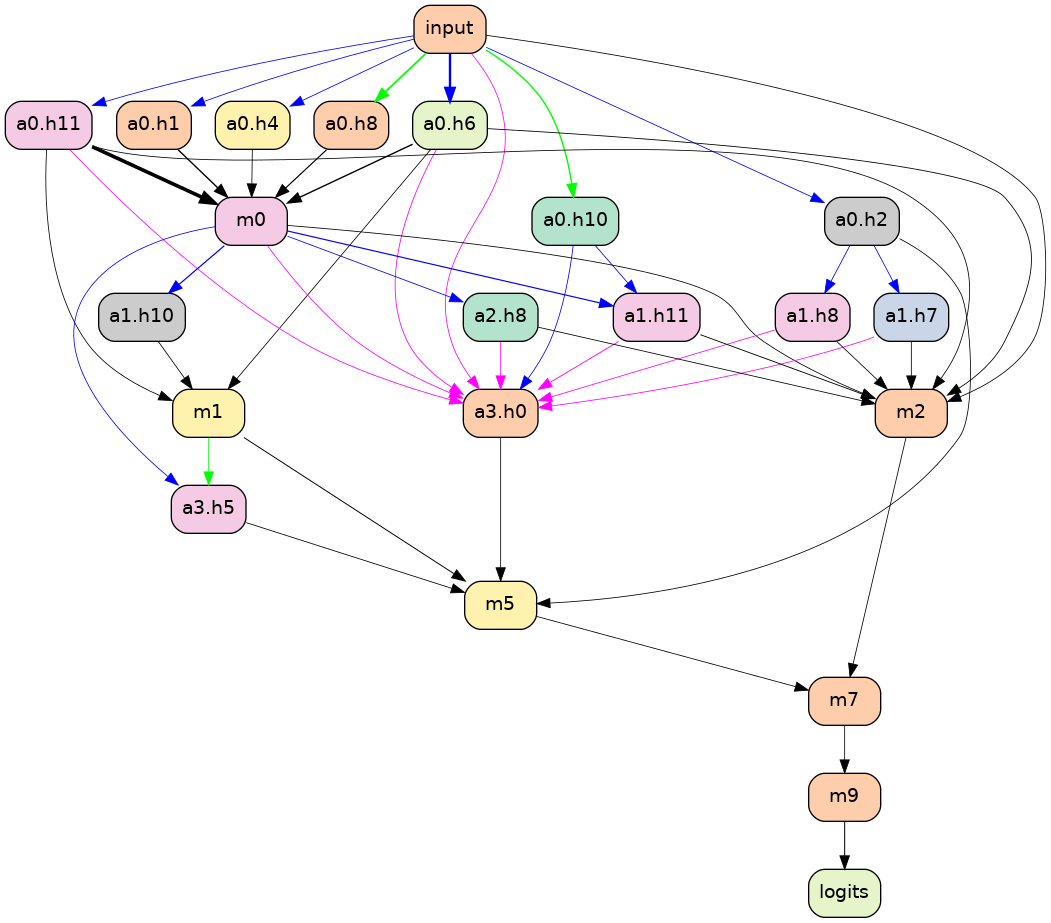 input
a0.h11 a0.h1 a0.h4 a0.h8 a0.h6
m0 a0.h10 a0.h2
a1.h10 a2.h8 a1.h11 a1.h8 a1.h7
m1 a3.h0 m2
a3.h5
m5
m7
m9
logits